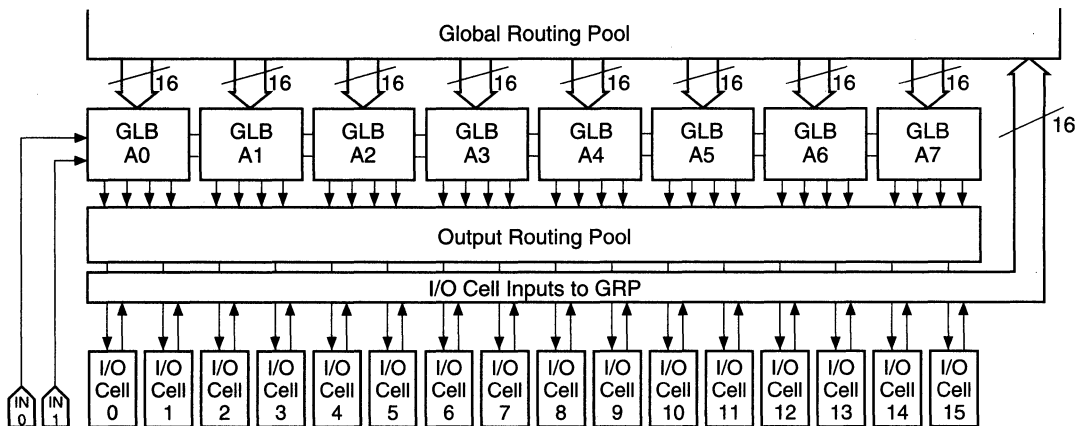 Global Routing Pool
16 16 16 16 16 16 16 16
16
GLB A0
GLB A1
GLB A2
GLB A3
GLB A4
GLB A5
GLB A6
GLB A7
Output Routing Pool
I/O Cell Inputs to GRP
IN 0
IN 1
I/O Cell 0
I/O Cell 1
I/O Cell 2
I/O Cell 3
I/O Cell 4
I/O Cell 5
I/O Cell 6
I/O Cell 7
I/O Cell 8
I/O Cell 9
I/O Cell 10
I/O Cell 11
I/O Cell 12
I/O Cell 13
I/O Cell 14
I/O Cell 15